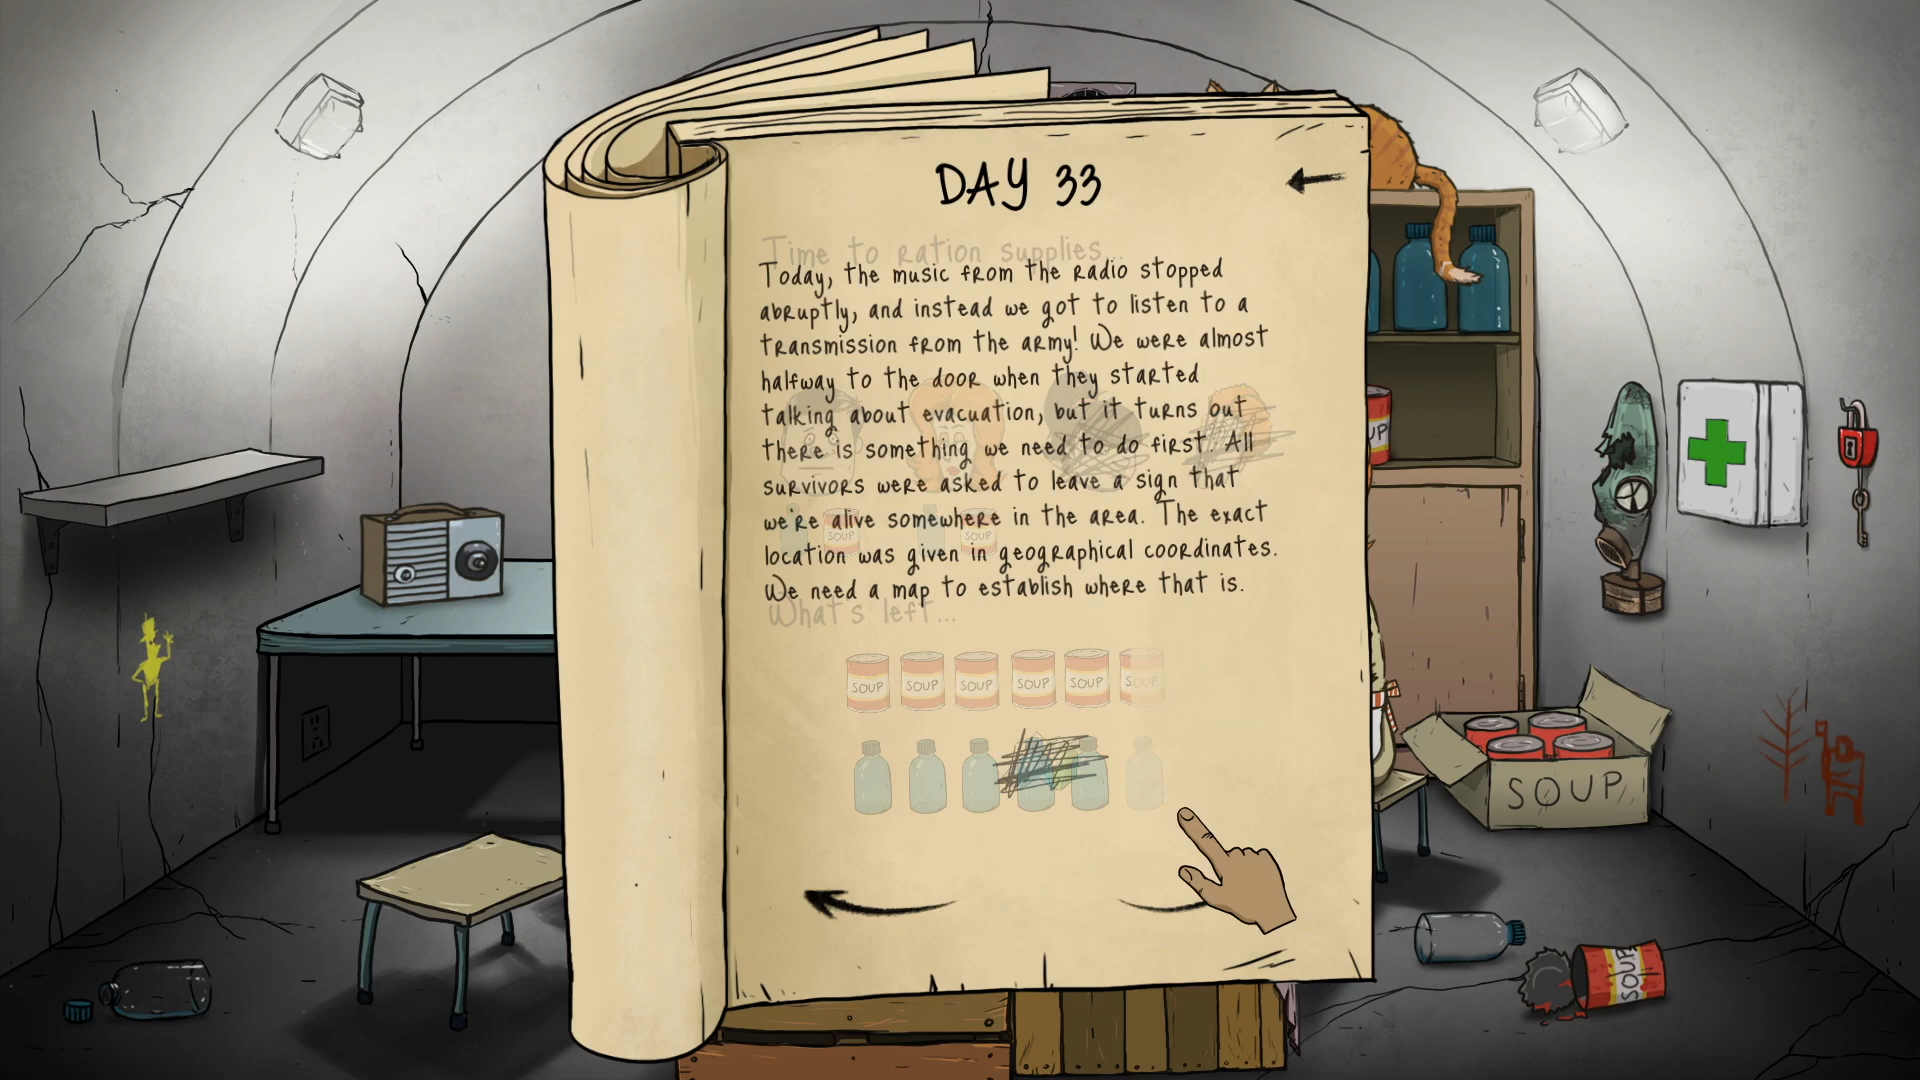 DAY 33
Time to ration supplies...
Today, the music from the radio stopped
abruptly, and instead we got to listen to a
transmission from the army! We were almost
halfway to the door when they started
talking about evacuation, but it turns out
there is something we need to do first. All
survivors were asked to leave a sign that
we're alive somewhere in the area. The exact
location was given in geographical coordinates.
We need a map to establish where that is.
SOUP SOUP
What's left...
SOUP SOUP SOUP SOUP SOUP SOUP
UP
SOUP
SOUP